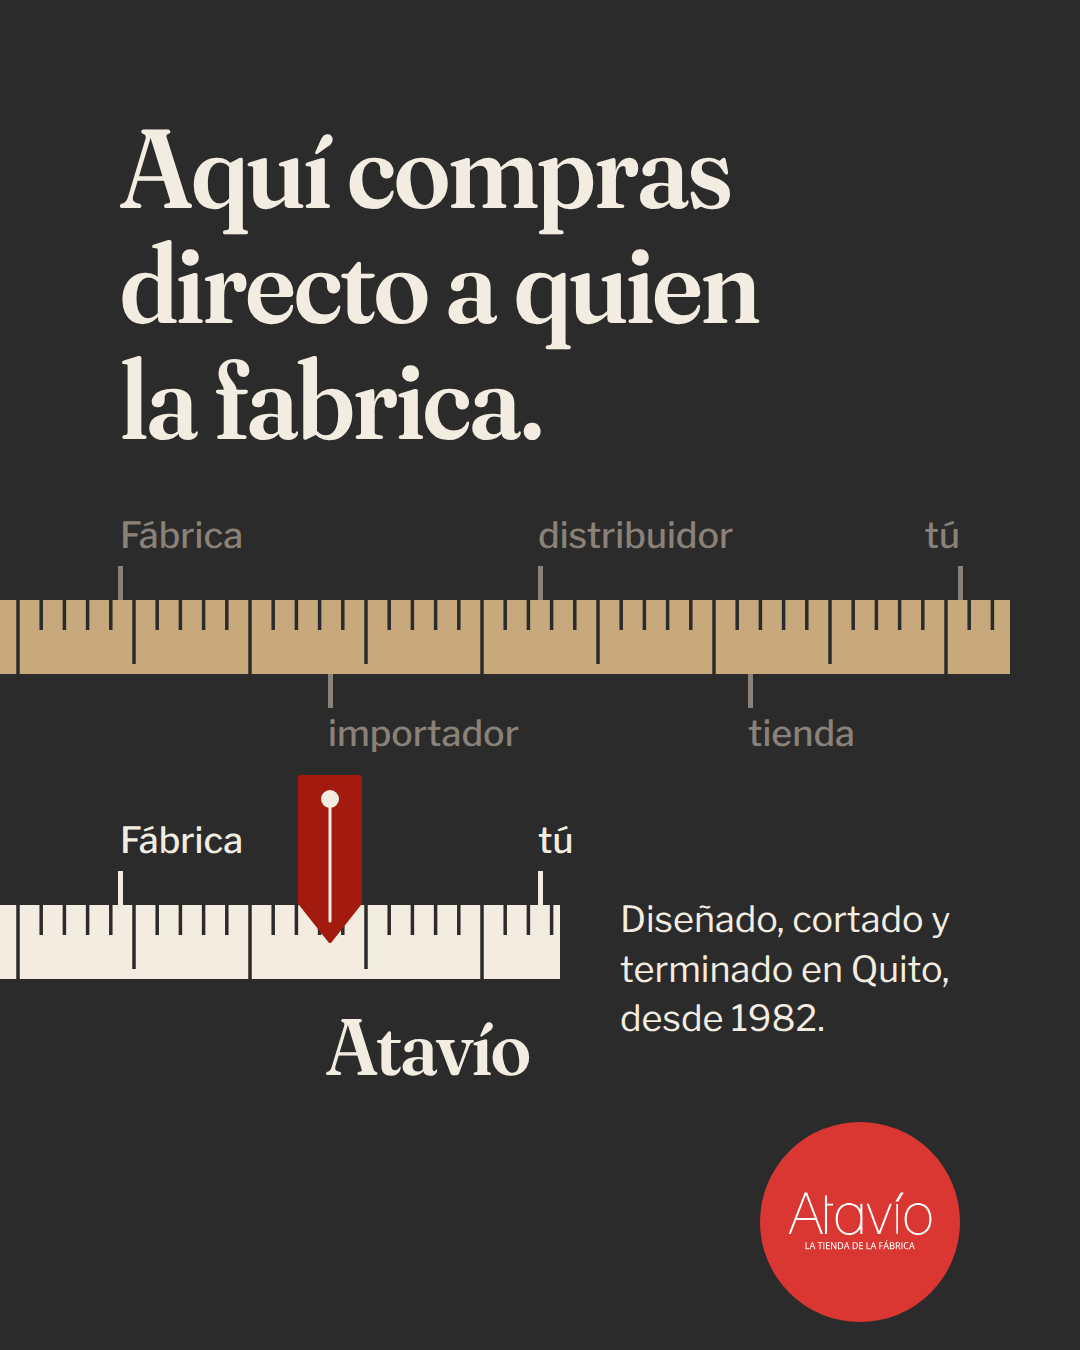 Aquí compras
directo a quien
la fabrica.
Fábrica
distribuidor
tú
importador
tienda
Fábrica
tú
Diseñado, cortado y
terminado en Quito,
desde 1982.
Atavío
Atavío
LA TIENDA DE LA FÁBRICA